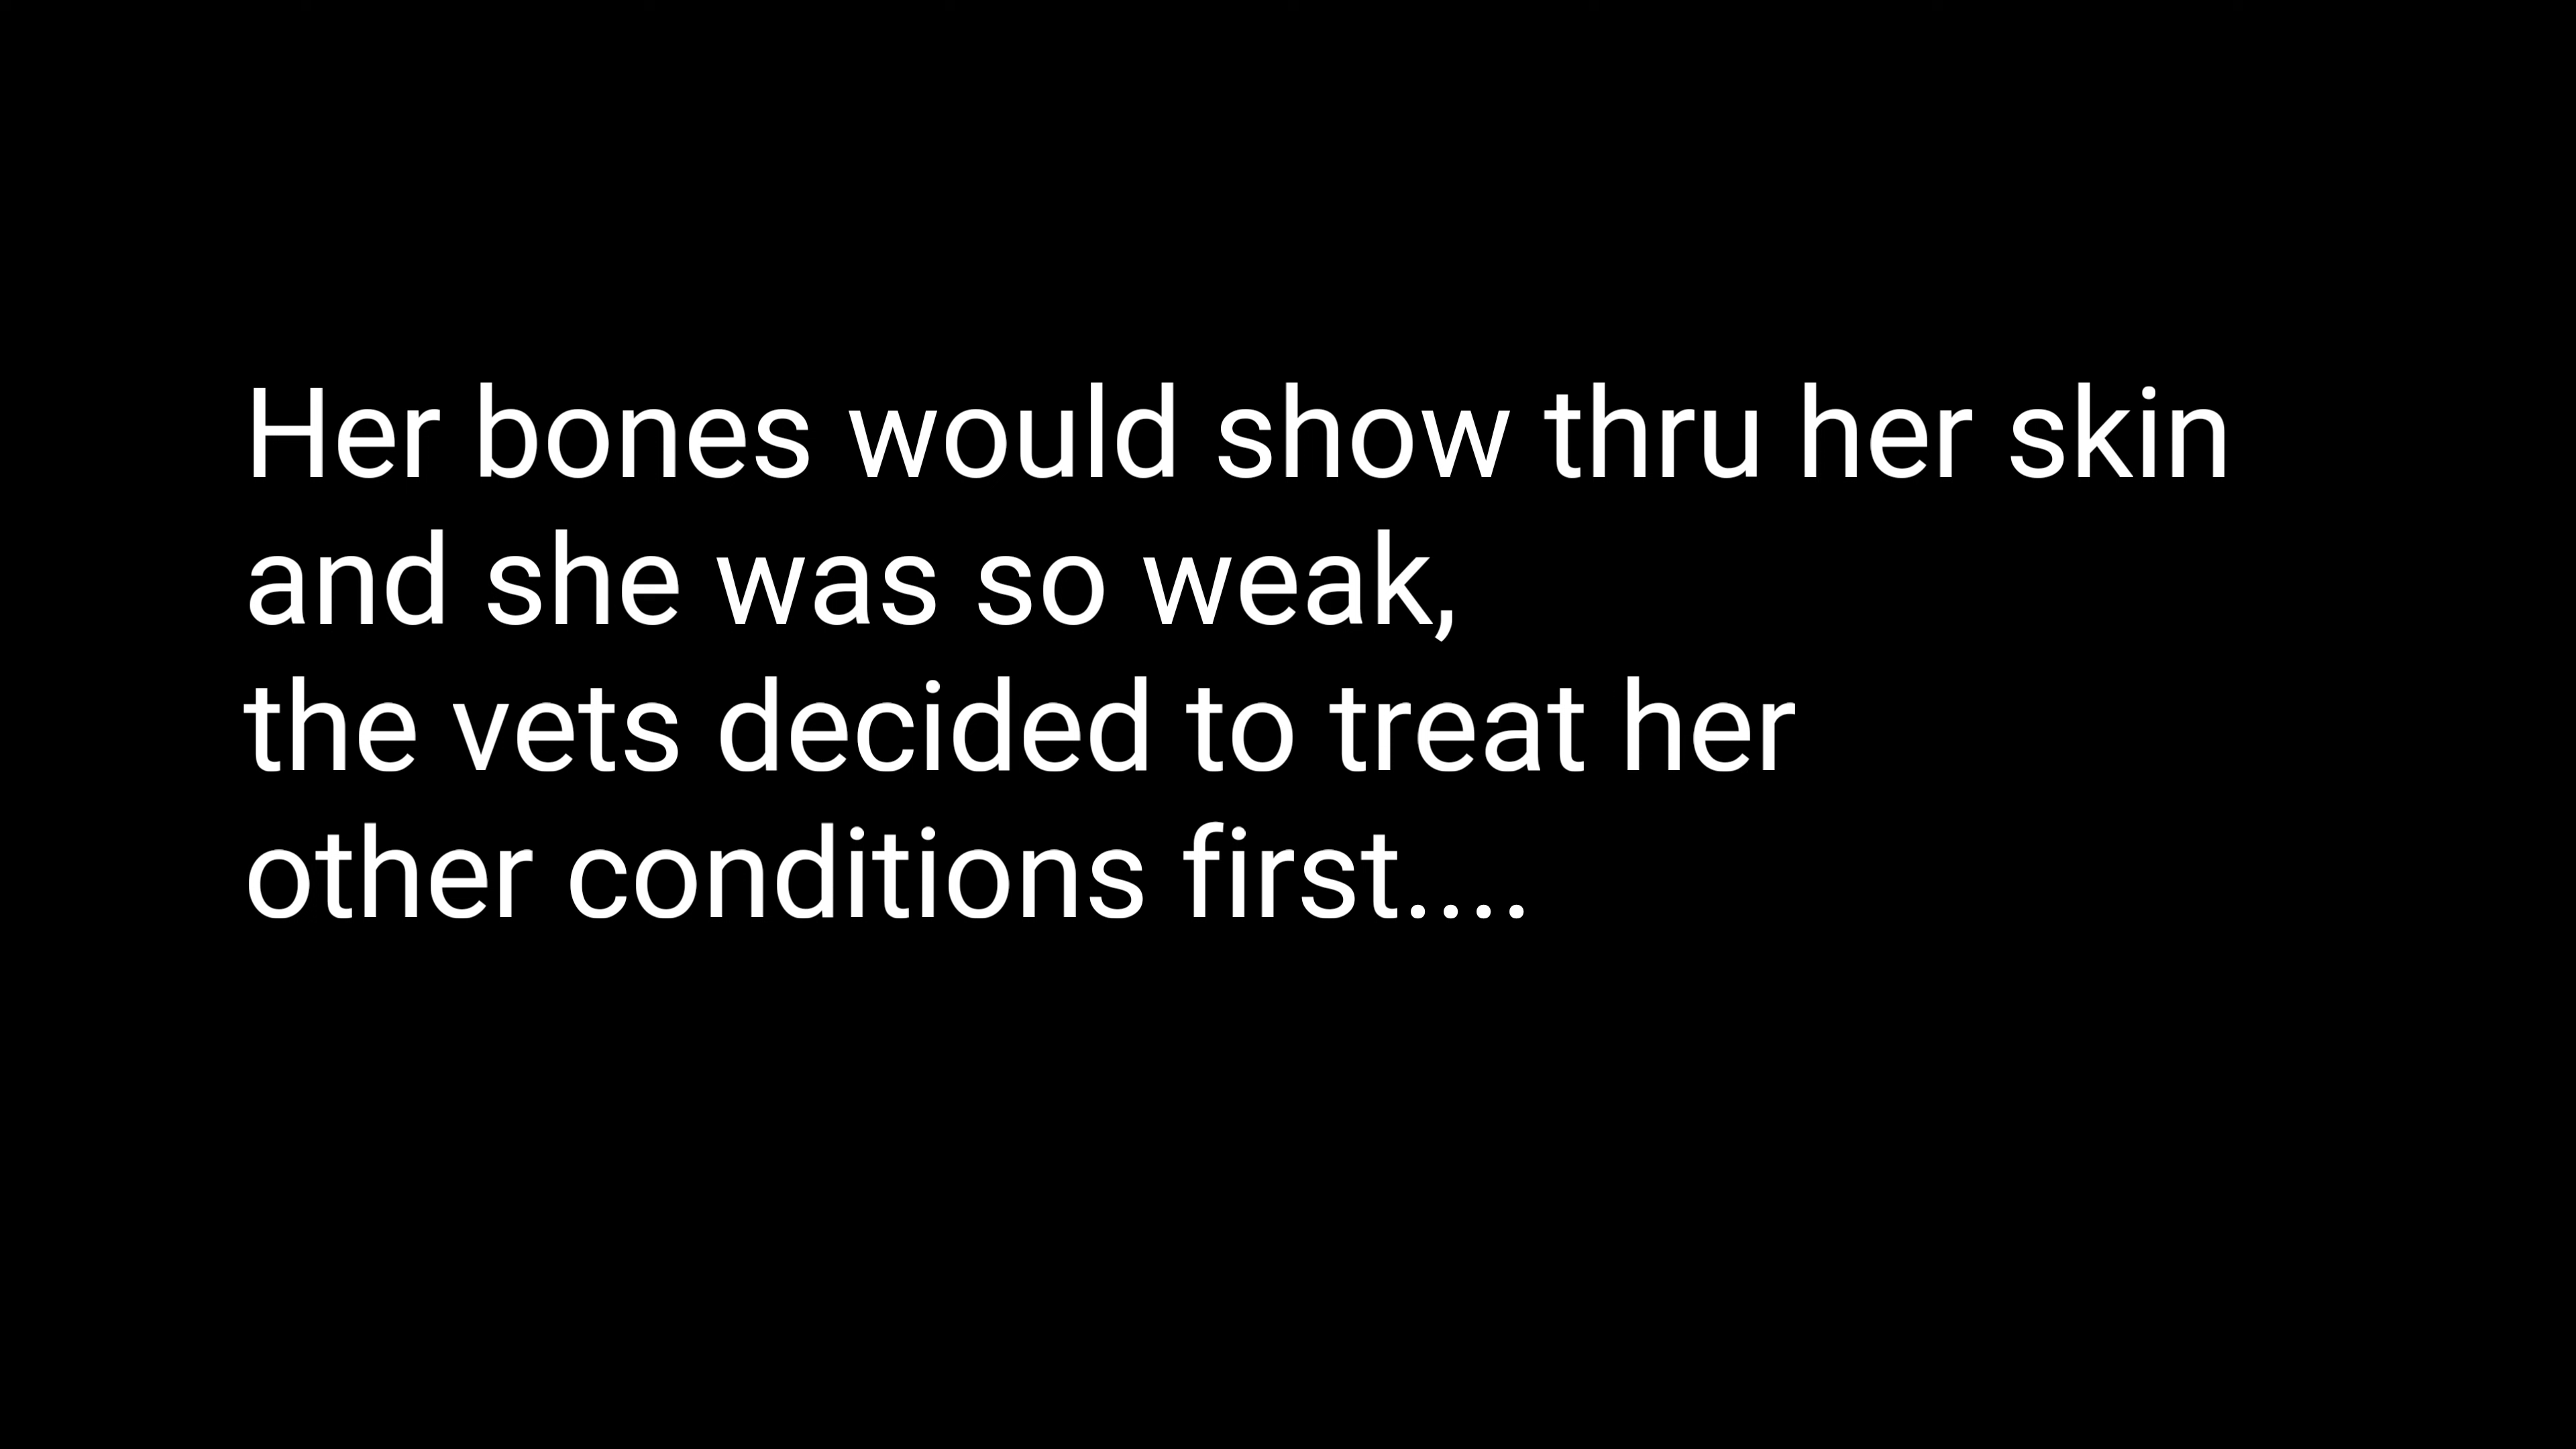 Her bones would show thru her skin
and she was so weak,
the vets decided to treat her
other conditions first....